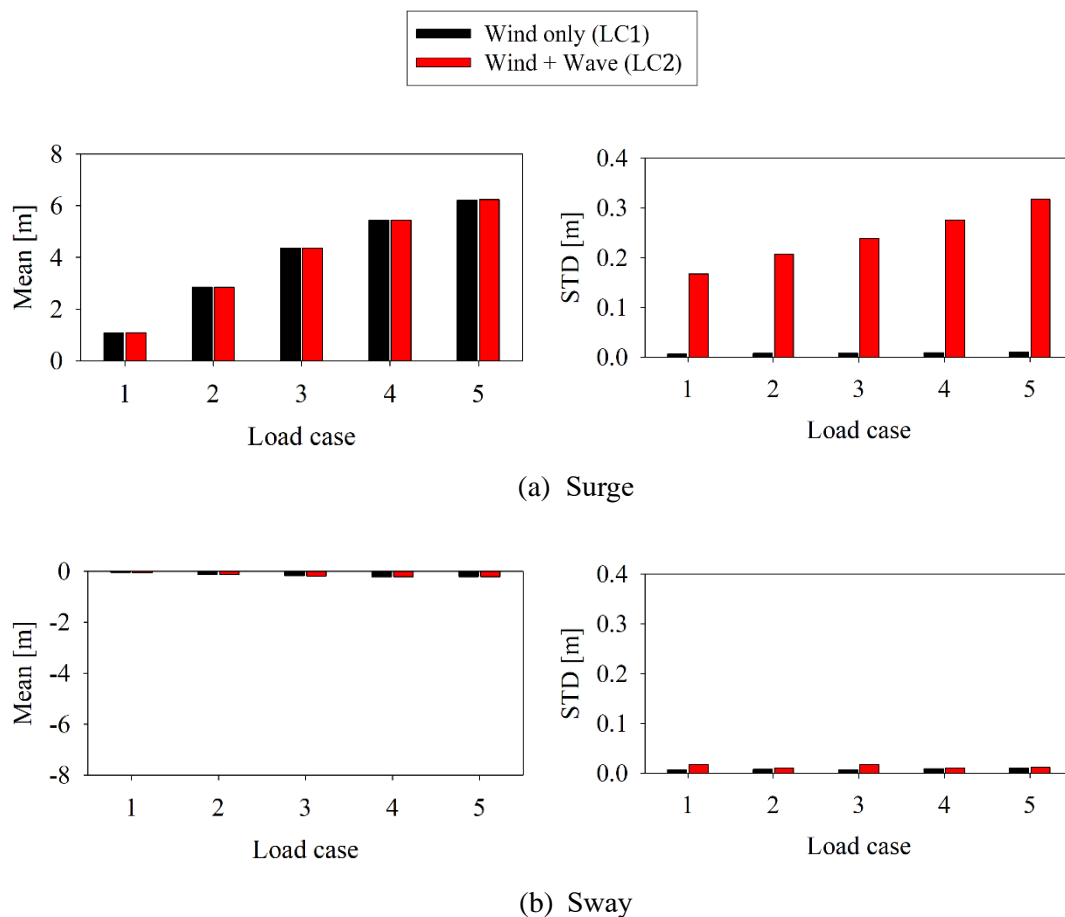 Wind only (LC1)
Wind + Wave (LC2)
8
6
4
2
0
Mean [m]
1 2 3 4 5
Load case
0.4
0.3
0.2
0.1
0.0
STD [m]
1 2 3 4 5
Load case
(a) Surge
0
-2
-4
-6
-8
Mean [m]
1 2 3 4 5
Load case
0.4
0.3
0.2
0.1
0.0
STD [m]
1 2 3 4 5
Load case
(b) Sway